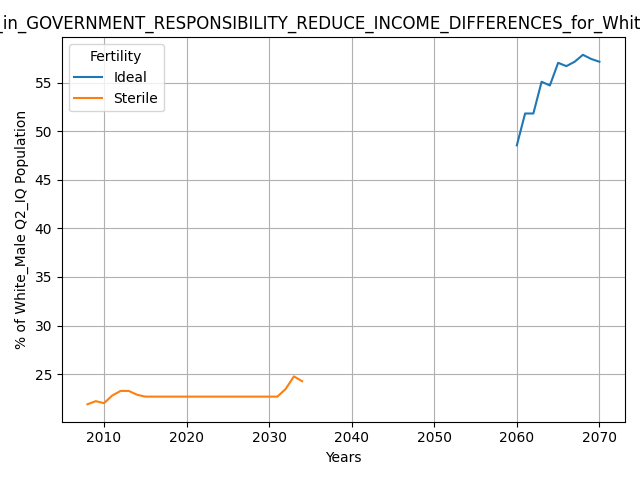 _in_GOVERNMENT_RESPONSIBILITY_REDUCE_INCOME_DIFFERENCES_for_Whit
Fertility
Ideal
Sterile
% of White_Male Q2_IQ Population
55
50
45
40
35
30
25
2010 2020 2030 2040 2050 2060 2070
Years